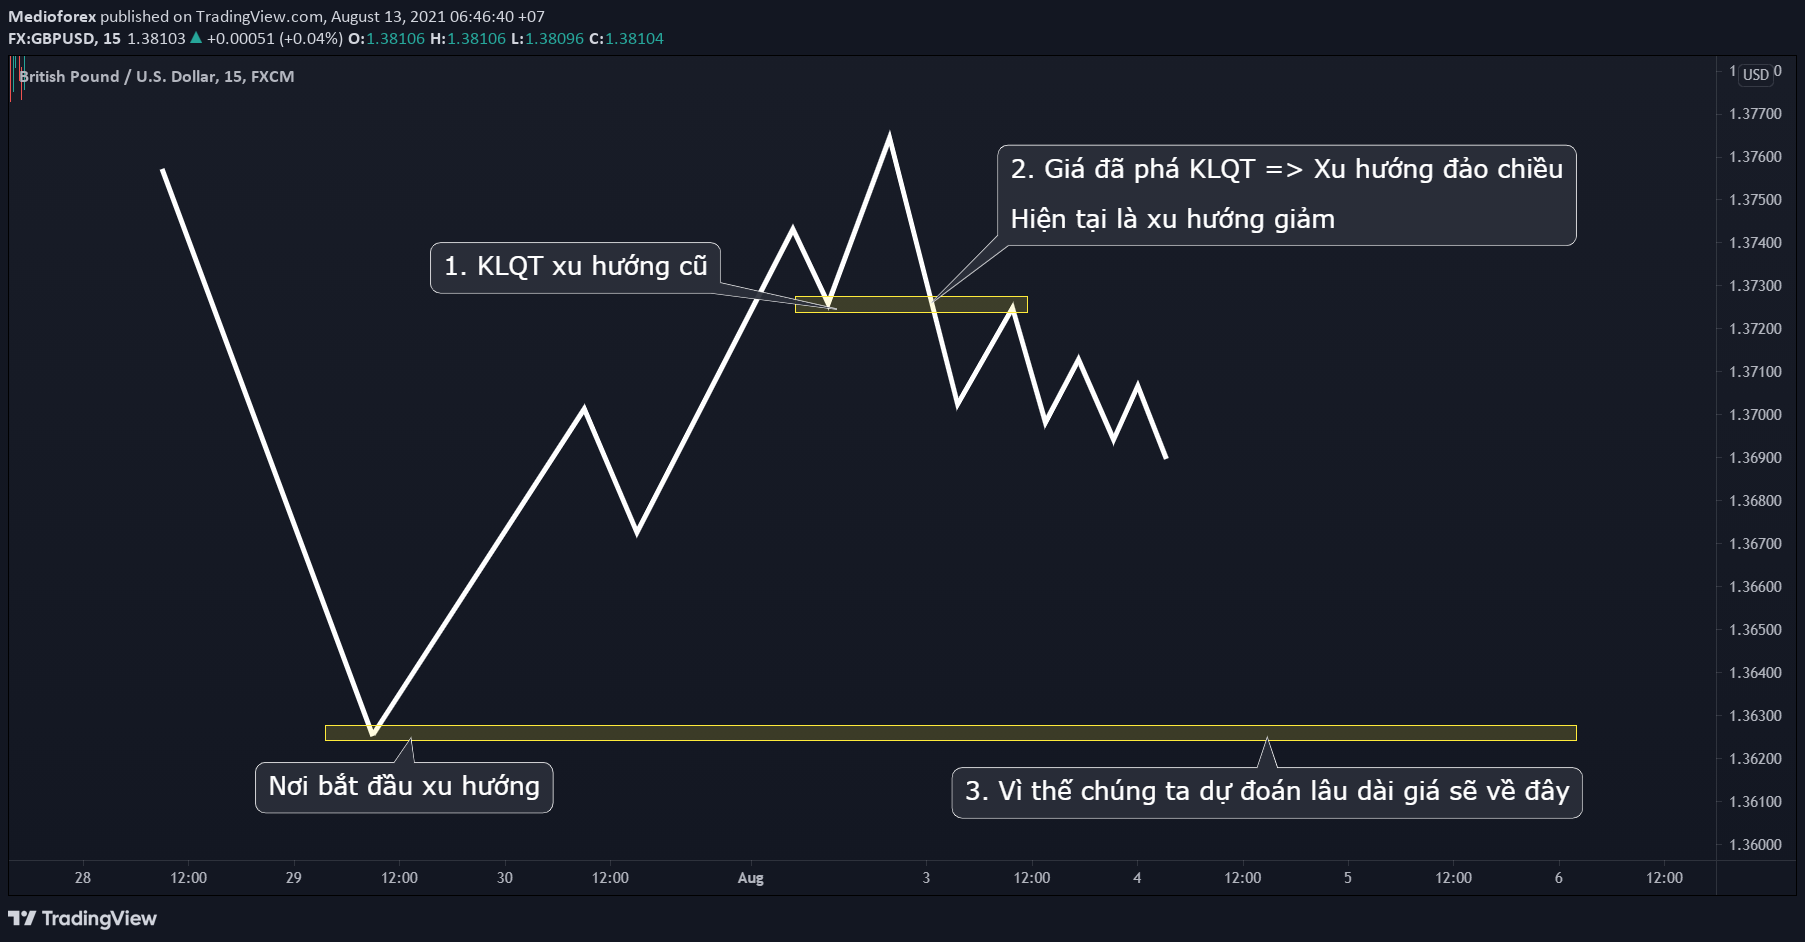 Medioforex published on TradingView.com, August 13, 2021 06:46:40 +07
FX:GBPUSD, 15 1.38103 ▲ +0.00051 (+0.04%) O:1.38106 H:1.38106 L:1.38096 C:1.38104
British Pound / U.S. Dollar, 15, FXCM
USD
1.37700
1.37600
2. Giá đã phá KLQT => Xu hướng đảo chiều
1.37500
Hiện tại là xu hướng giảm
1.37400
1. KLQT xu hướng cũ
1.37300
1.37200
1.37100
1.37000
1.36900
1.36800
1.36700
1.36600
1.36500
1.36400
1.36300
1.36200
Nơi bắt đầu xu hướng
3. Vì thế chúng ta dự đoán lâu dài giá sẽ về đây
1.36100
1.36000
28 12:00 29 12:00 30 12:00 Aug 3 12:00 4 12:00 5 12:00 6 12:00
TradingView